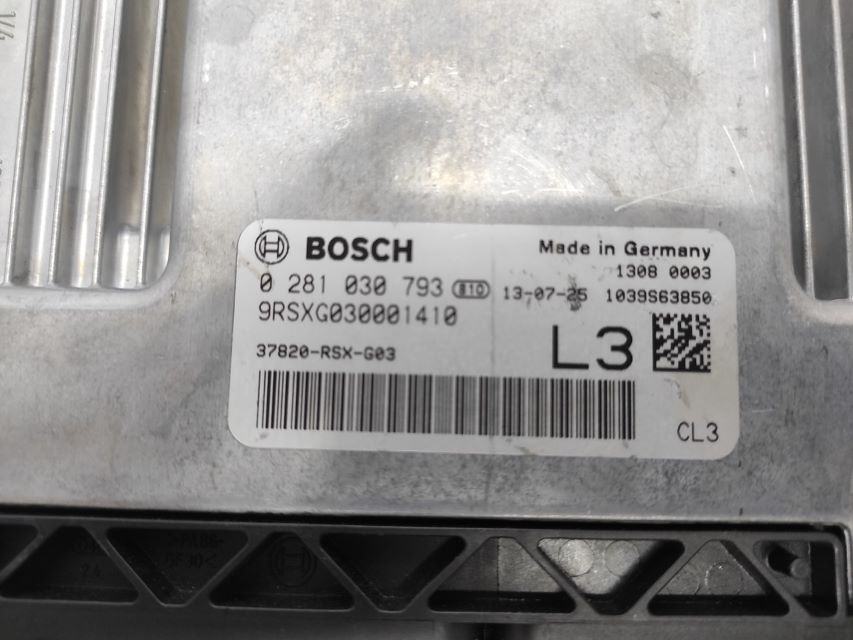 BOSCH
Made in Germany
1308 0003
0 281 030 793 B10
13-07-25 1039S63850
9RSXG030001410
37820-RSX-G03
L3
CL3